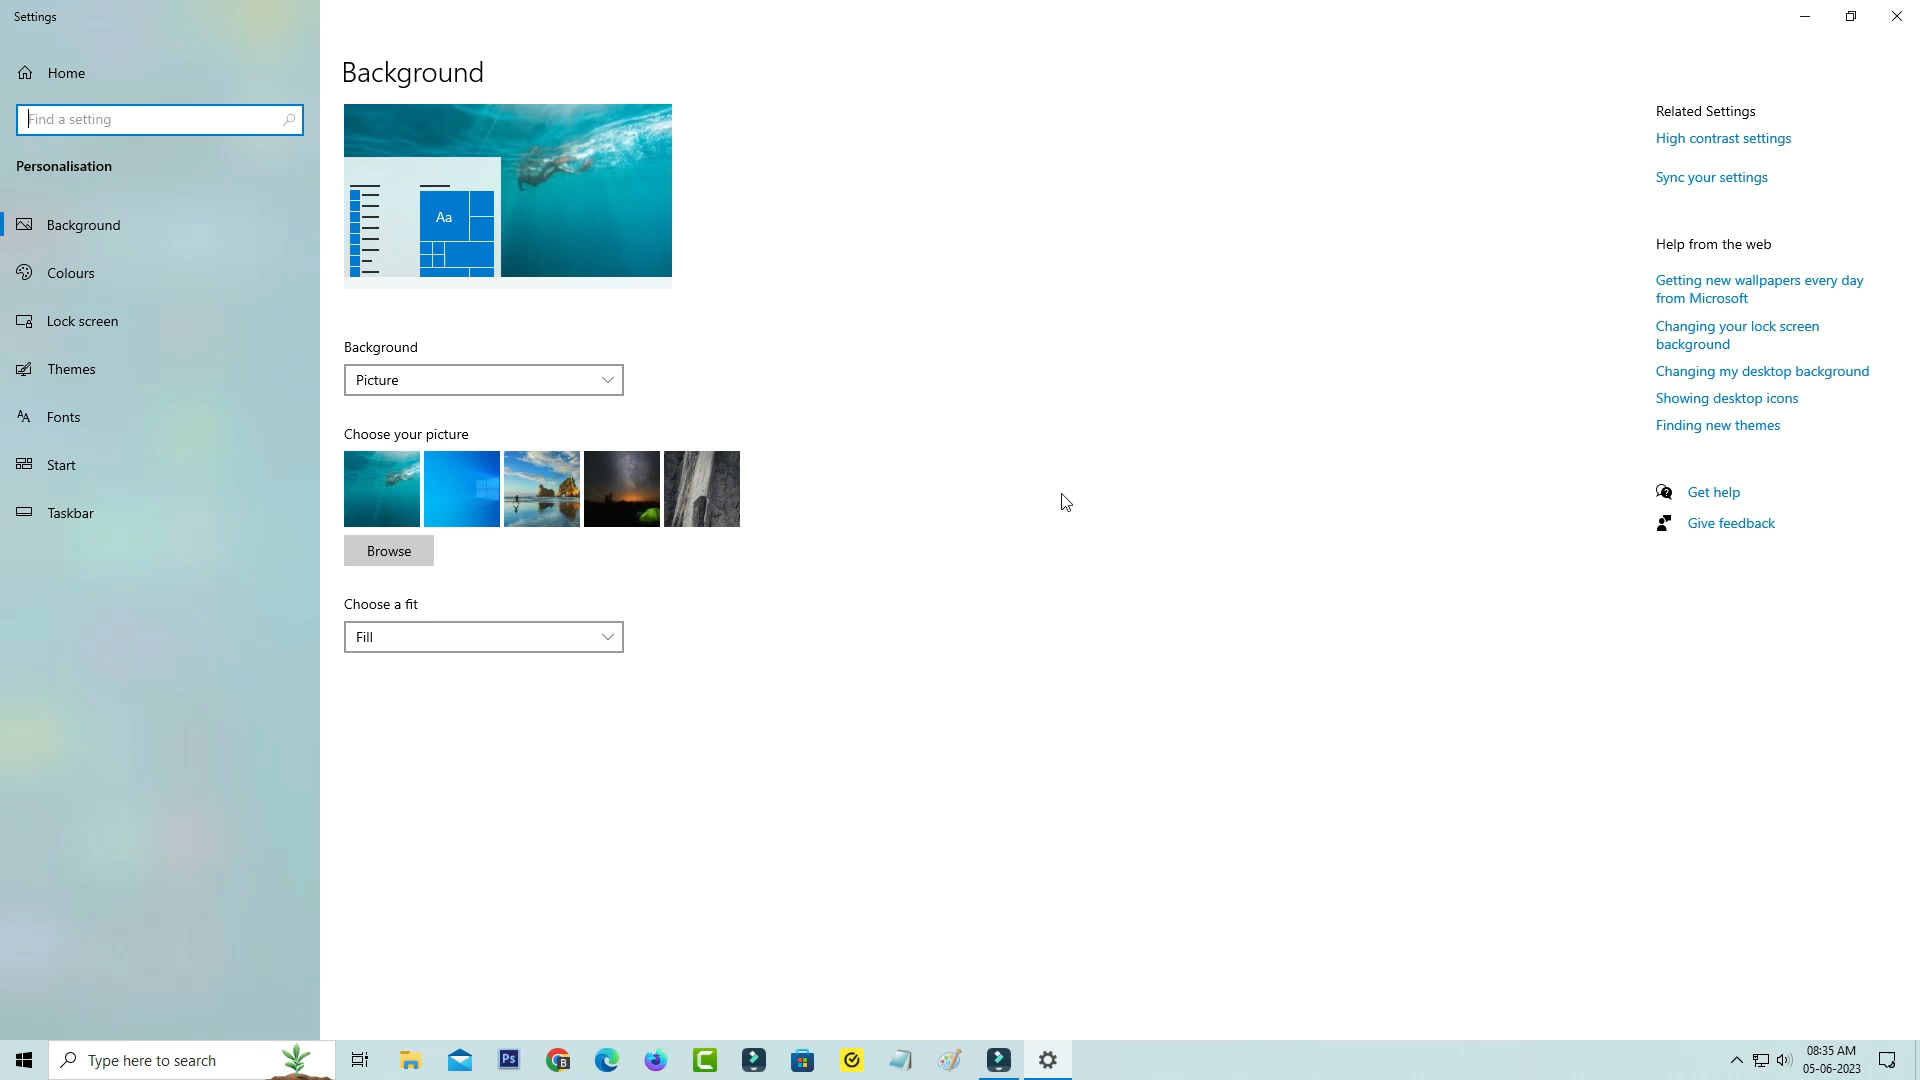 Settings
Home
Find a setting
Personalisation
Background
Colours
Lock screen
Themes
Fonts
Start
Taskbar
Background
Aa
Background
Picture
Choose your picture
Browse
Choose a fit
Fill
Related Settings
High contrast settings
Sync your settings
Help from the web
Getting new wallpapers every day
from Microsoft
Changing your lock screen
background
Changing my desktop background
Showing desktop icons
Finding new themes
Get help
Give feedback
Type here to search
Ps
B
08:35 AM
05-06-2023